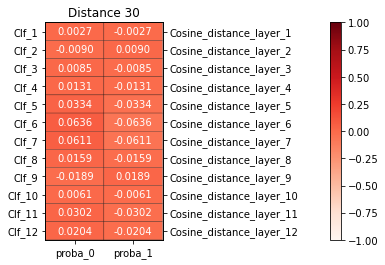 Distance 30
Clf_1 0.0027 -0.0027 Cosine_distance_layer_1
Clf_2 -0.0090 0.0090 Cosine_distance_layer_2
Clf_3 0.0085 -0.0085 Cosine_distance_layer_3
Clf_4 0.0131 -0.0131 Cosine_distance_layer_4
Clf_5 0.0334 -0.0334 Cosine_distance_layer_5
Clf_6 0.0636 -0.0636 Cosine_distance_layer_6
Clf_7 0.0611 -0.0611 Cosine_distance_layer_7
Clf_8 0.0159 -0.0159 Cosine_distance_layer_8
Clf_9 -0.0189 0.0189 Cosine_distance_layer_9
Clf_10 0.0061 -0.0061 Cosine_distance_layer_10
Clf_11 0.0302 -0.0302 Cosine_distance_layer_11
Clf_12 0.0204 -0.0204 Cosine_distance_layer_12
proba_0 proba_1
1.00
0.75
0.50
0.25
0.00
−0.25
−0.50
−0.75
−1.00